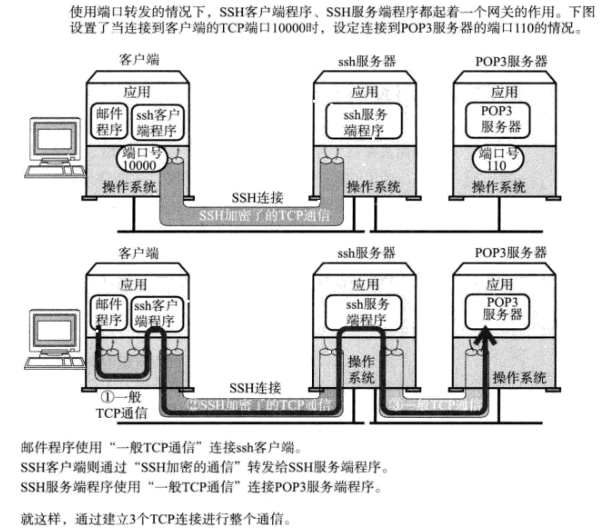 使用端口转发的情况下，SSH客户端程序、SSH服务端程序都起着一个网关的作用。下图
设置了当连接到客户端的TCP端口10000时，设定连接到POP3服务器的端口110的情况。
客户端
ssh服务器
POP3服务器
应用
应用
应用
邮件
程序
ssh客户
端程序
ssh服务
端程序
POP3
服务器
端口号
10000
端口号
110
操作系统
操作系统
操作系统
SSH连接
SSH加密了的TCP通信
客户端
ssh服务器
POP3服务器
应用
应用
应用
邮件
程序
ssh客户
端程序
ssh服务
端程序
POP3
服务器
操作系统
操作
系统
操作系统
①一般
TCP通信
SSH连接
②SSH加密了的TCP通信
③一般TCP通信
邮件程序使用“一般TCP通信”连接ssh客户端。
SSH客户端则通过“SSH加密的通信”转发给SSH服务端程序。
SSH服务端程序使用“一般TCP通信”连接POP3服务端程序。
就这样，通过建立3个TCP连接进行整个通信。